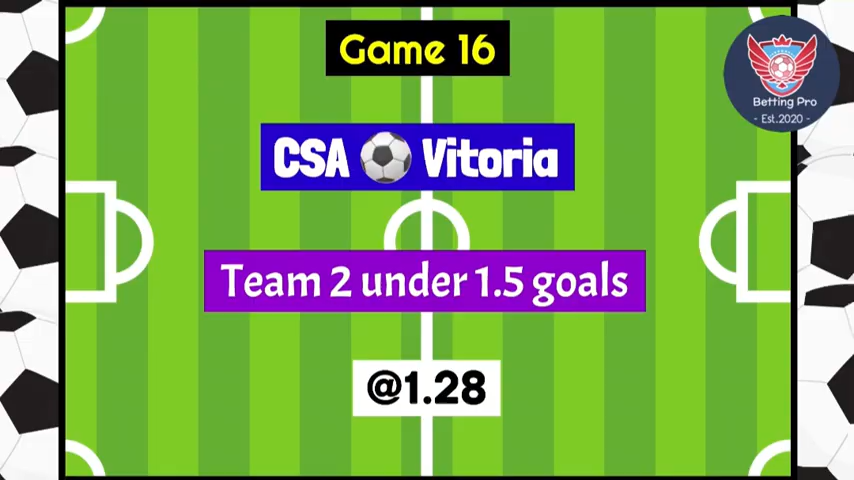 Game 16
Betting Pro
- Est.2020 -
CSA Vitoria
Team 2 under 1.5 goals
@1.28